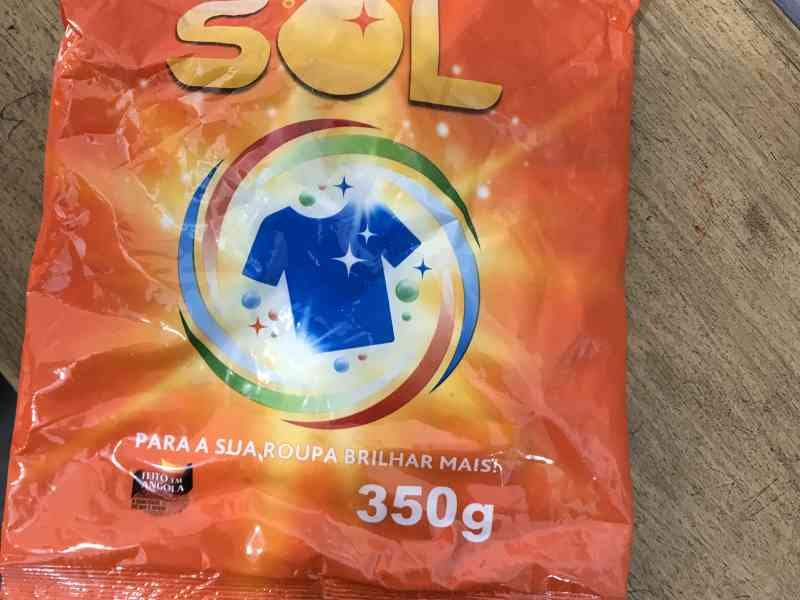 SOL
PARA A SUA ROUPA BRILHAR MAIS!
FEITO EM
ANGOLA
350g